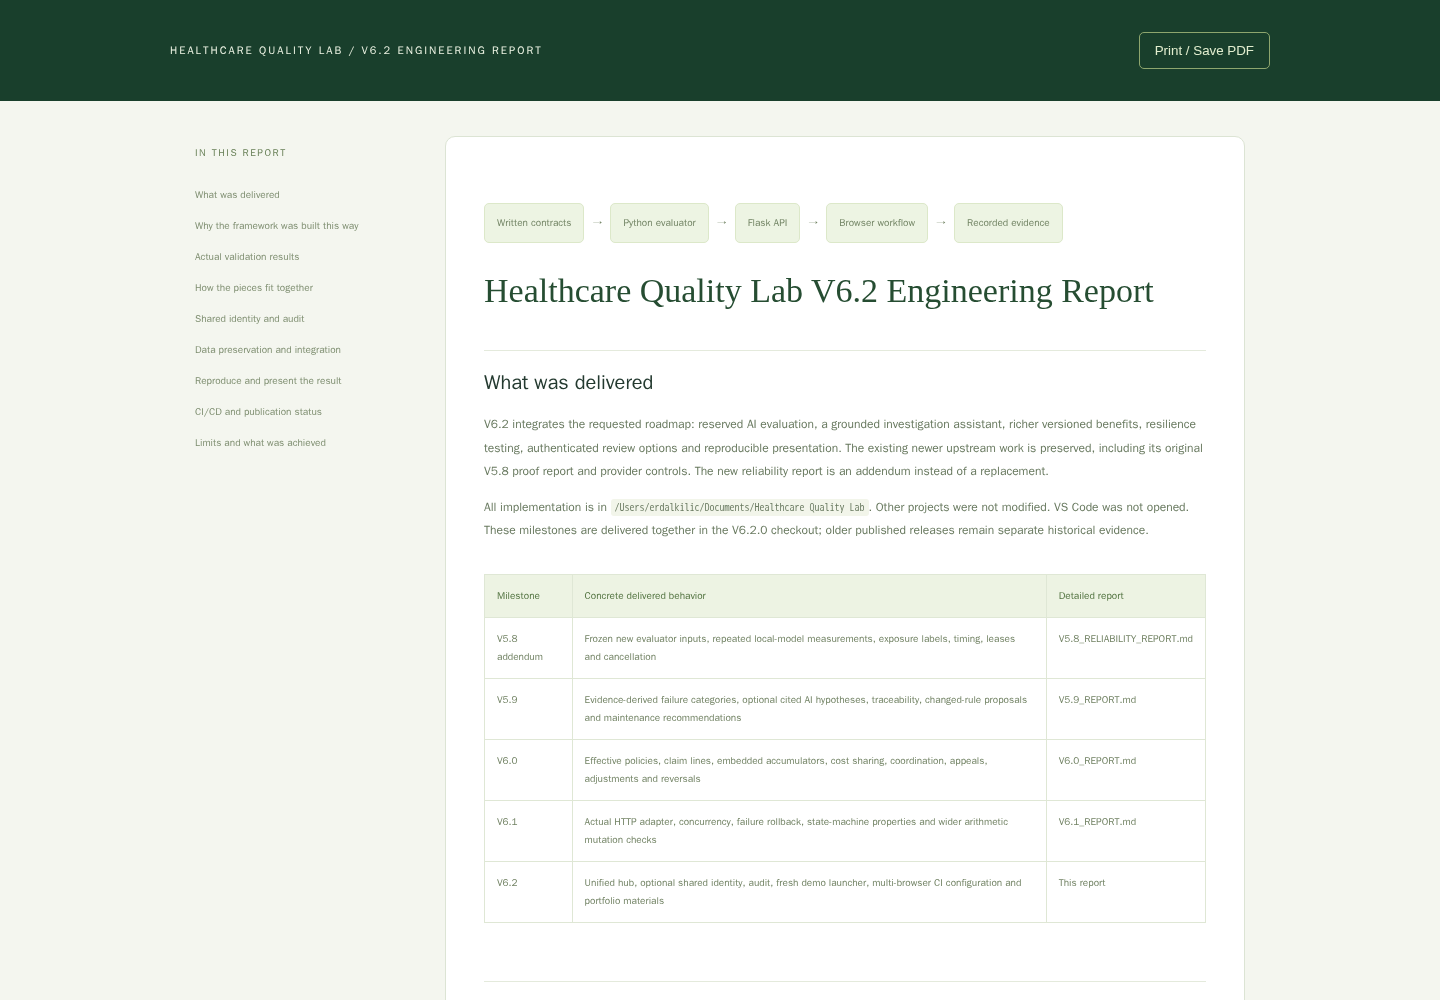 HEALTHCARE QUALITY LAB / V6.2 ENGINEERING REPORT
Print / Save PDF
IN THIS REPORT
What was delivered
Why the framework was built this way
Actual validation results
How the pieces fit together
Shared identity and audit
Data preservation and integration
Reproduce and present the result
CI/CD and publication status
Limits and what was achieved
Written contracts → Python evaluator → Flask API → Browser workflow → Recorded evidence
Healthcare Quality Lab V6.2 Engineering Report
What was delivered
V6.2 integrates the requested roadmap: reserved AI evaluation, a grounded investigation assistant, richer versioned benefits, resilience
testing, authenticated review options and reproducible presentation. The existing newer upstream work is preserved, including its original
V5.8 proof report and provider controls. The new reliability report is an addendum instead of a replacement.
All implementation is in /Users/erdalkilic/Documents/Healthcare Quality Lab. Other projects were not modified. VS Code was not opened.
These milestones are delivered together in the V6.2.0 checkout; older published releases remain separate historical evidence.
Milestone Concrete delivered behavior Detailed report
V5.8 addendum Frozen new evaluator inputs, repeated local-model measurements, exposure labels, timing, leases and cancellation V5.8_RELIABILITY_REPORT.md
V5.9 Evidence-derived failure categories, optional cited AI hypotheses, traceability, changed-rule proposals and maintenance recommendations V5.9_REPORT.md
V6.0 Effective policies, claim lines, embedded accumulators, cost sharing, coordination, appeals, adjustments and reversals V6.0_REPORT.md
V6.1 Actual HTTP adapter, concurrency, failure rollback, state-machine properties and wider arithmetic mutation checks V6.1_REPORT.md
V6.2 Unified hub, optional shared identity, audit, fresh demo launcher, multi-browser CI configuration and portfolio materials This report